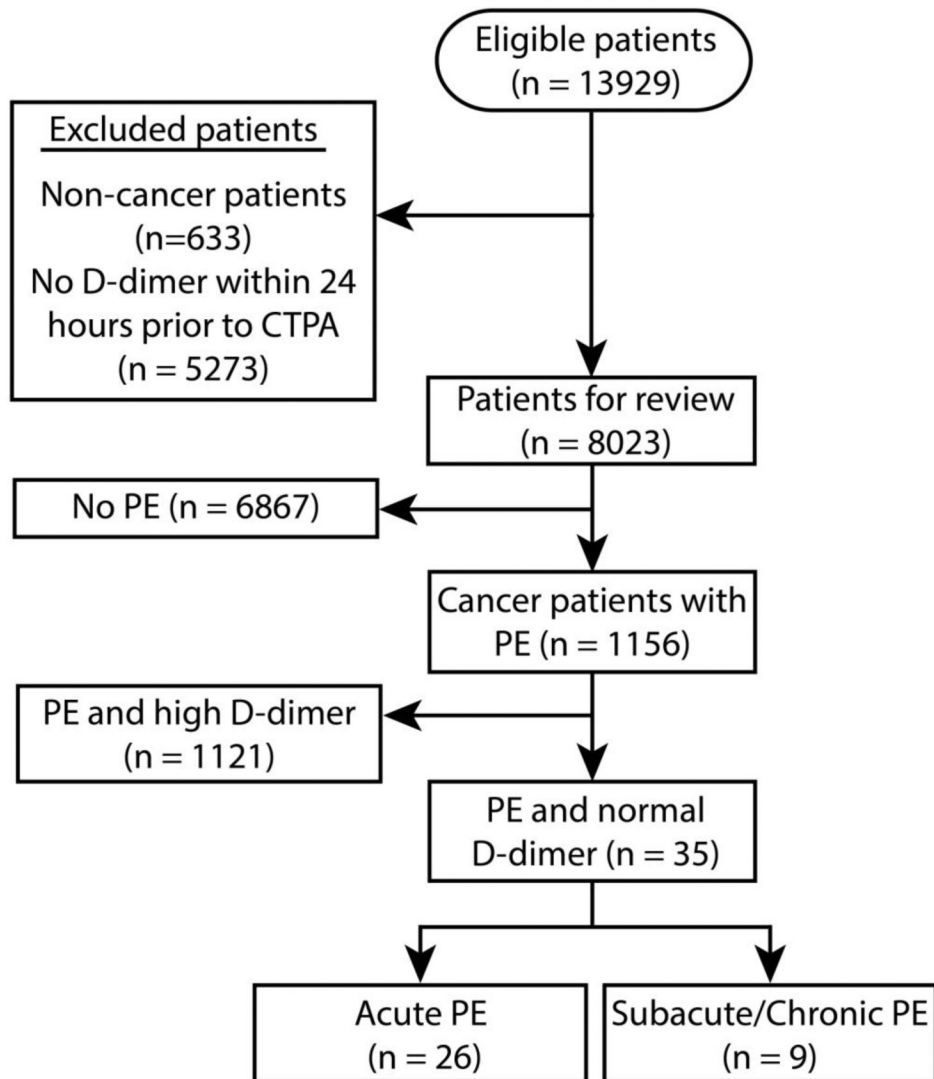 Eligible patients
(n = 13929)
Excluded patients
Non-cancer patients
(n=633)
No D-dimer within 24
hours prior to CTPA
(n = 5273)
Patients for review
(n = 8023)
No PE (n = 6867)
Cancer patients with
PE (n = 1156)
PE and high D-dimer
(n = 1121)
PE and normal
D-dimer (n = 35)
Acute PE
(n = 26)
Subacute/Chronic PE
(n = 9)